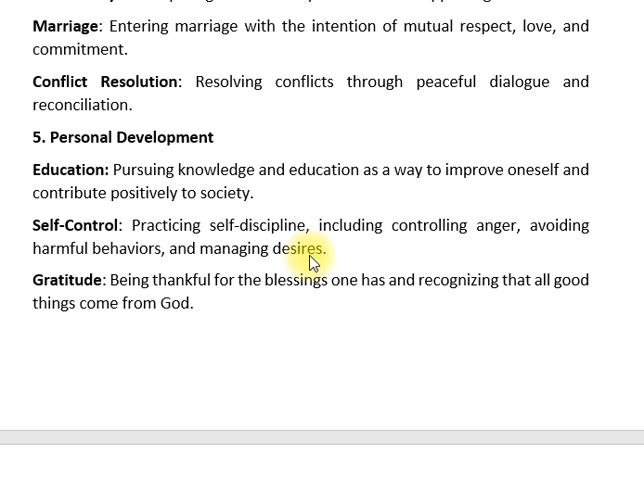 Marriage: Entering marriage with the intention of mutual respect, love, and
commitment.
Conflict Resolution: Resolving conflicts through peaceful dialogue and
reconciliation.
5. Personal Development
Education: Pursuing knowledge and education as a way to improve oneself and
contribute positively to society.
Self-Control: Practicing self-discipline, including controlling anger, avoiding
harmful behaviors, and managing desires.
Gratitude: Being thankful for the blessings one has and recognizing that all good
things come from God.